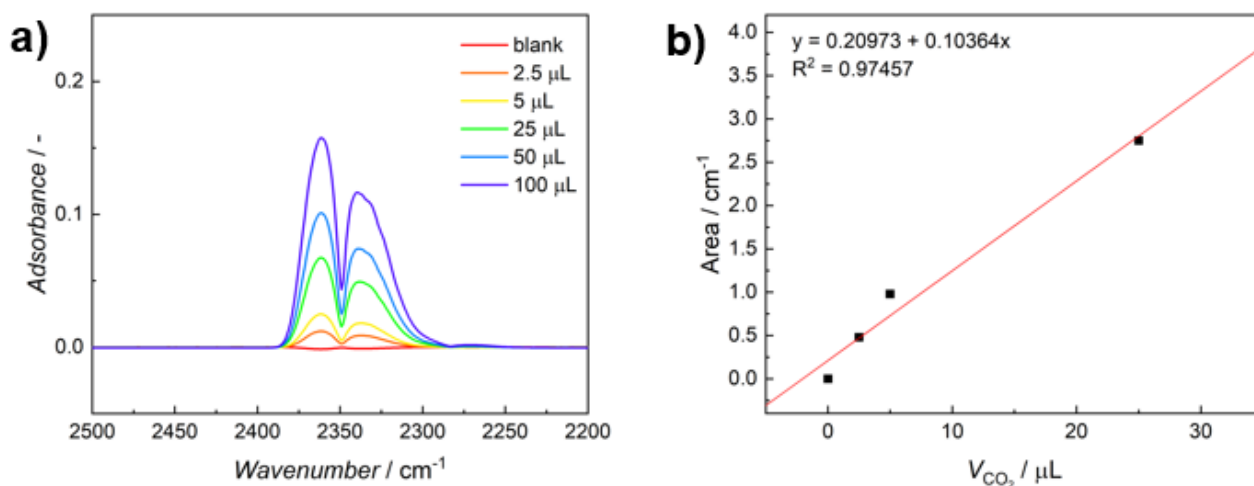 a)
blank
2.5 μL
5 μL
25 μL
50 μL
100 μL
0.2
0.1
0.0
Adsorbance / -
2500
2450
2400
2350
2300
2250
2200
Wavenumber / cm⁻¹
b)
y = 0.20973 + 0.10364x
R² = 0.97457
4.0
3.5
3.0
2.5
2.0
1.5
1.0
0.5
0.0
Area / cm⁻¹
0
10
20
30
V_CO₂ / μL